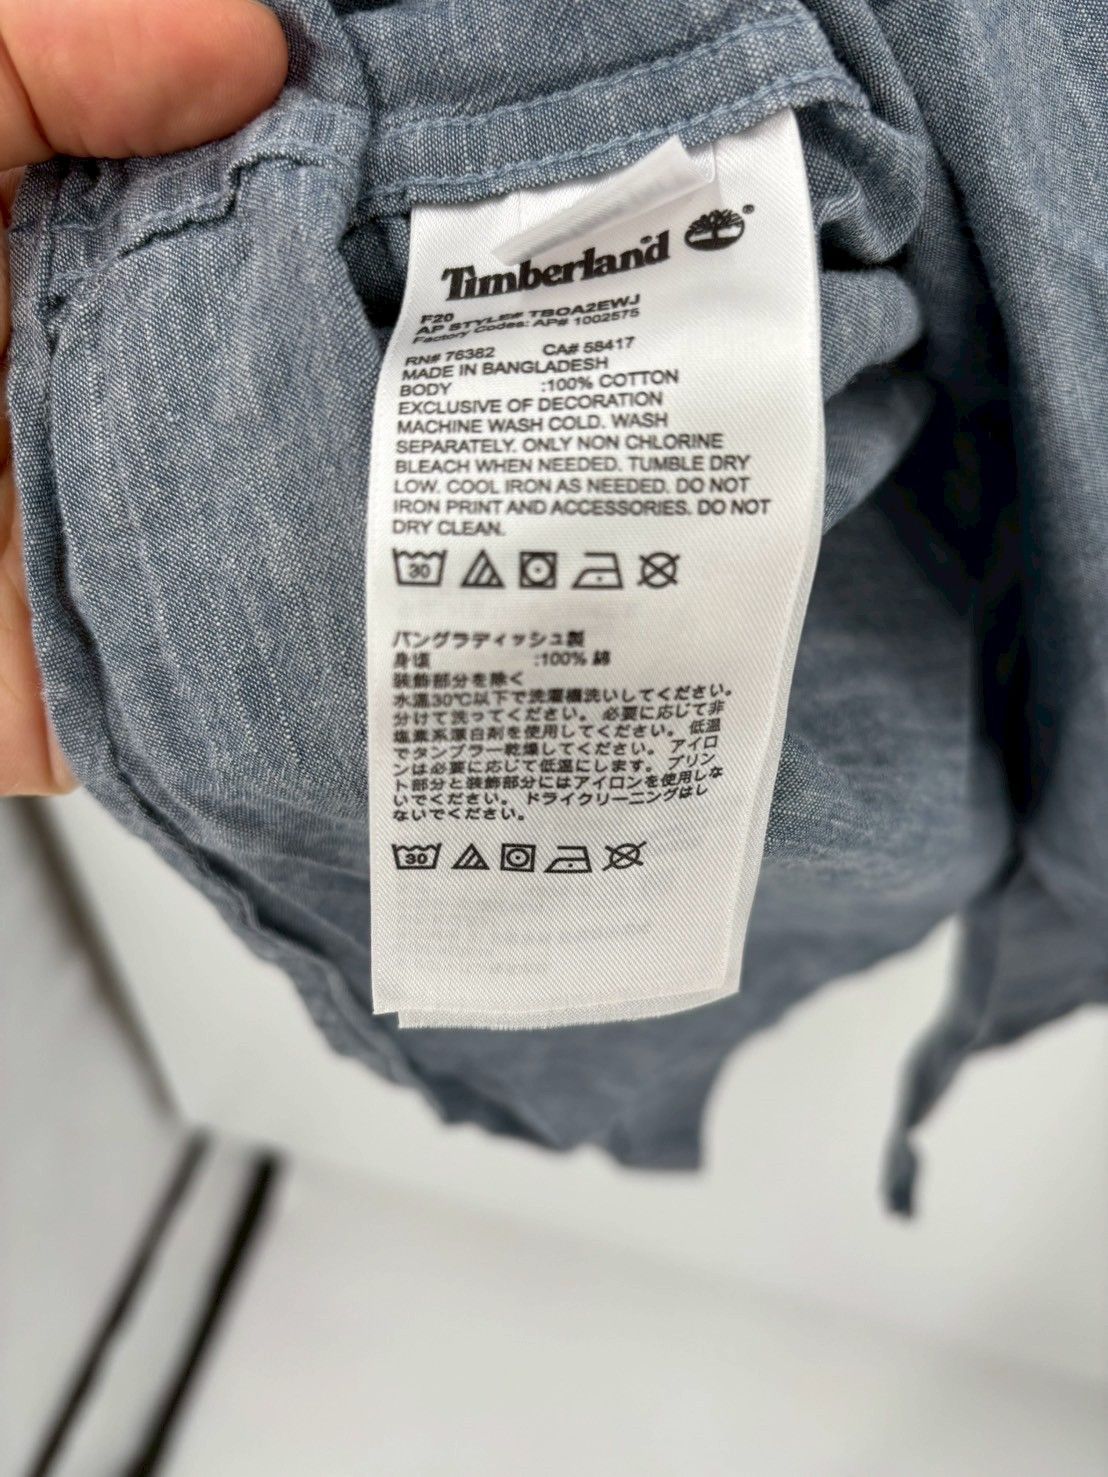 Timberland®
F20
AP STYLE# TB0A2EWJ
Factory Codes: AP# 1002575
RN# 76382 CA# 58417
MADE IN BANGLADESH
BODY :100% COTTON
EXCLUSIVE OF DECORATION
MACHINE WASH COLD. WASH
SEPARATELY. ONLY NON CHLORINE
BLEACH WHEN NEEDED. TUMBLE DRY
LOW. COOL IRON AS NEEDED. DO NOT
IRON PRINT AND ACCESSORIES. DO NOT
DRY CLEAN.
30
バングラディッシュ製
身頃 :100% 綿
装飾部分を除く
水温30℃以下で洗濯機洗いしてください。
分けて洗ってください。 必要に応じて非
塩素系漂白剤を使用してください。 低温
でタンブラー乾燥してください。 アイロ
ンは必要に応じて低温にします。 プリン
ト部分と装飾部分にはアイロンを使用しな
いでください。 ドライクリーニングはし
ないでください。
30